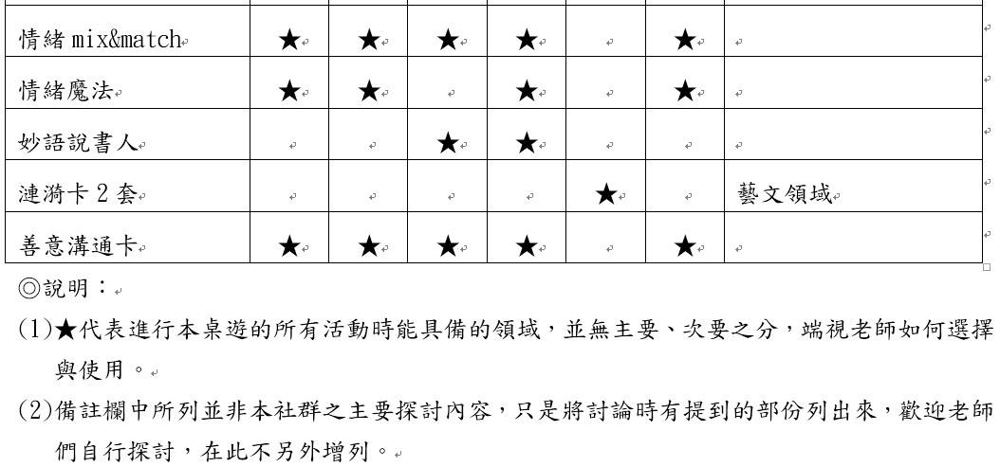 情緒 mix&match ★ ★ ★ ★ ★
情緒魔法 ★ ★ ★ ★
妙語說書人 ★ ★
漣漪卡 2 套 ★ 藝文領域
善意溝通卡 ★ ★ ★ ★ ★
◎說明：
(1)★代表進行本桌遊的所有活動時能具備的領域，並無主要、次要之分，端視老師如何選擇
與使用。
(2)備註欄中所列並非本社群之主要探討內容，只是將討論時有提到的部份列出來，歡迎老師
們自行探討，在此不另外增列。